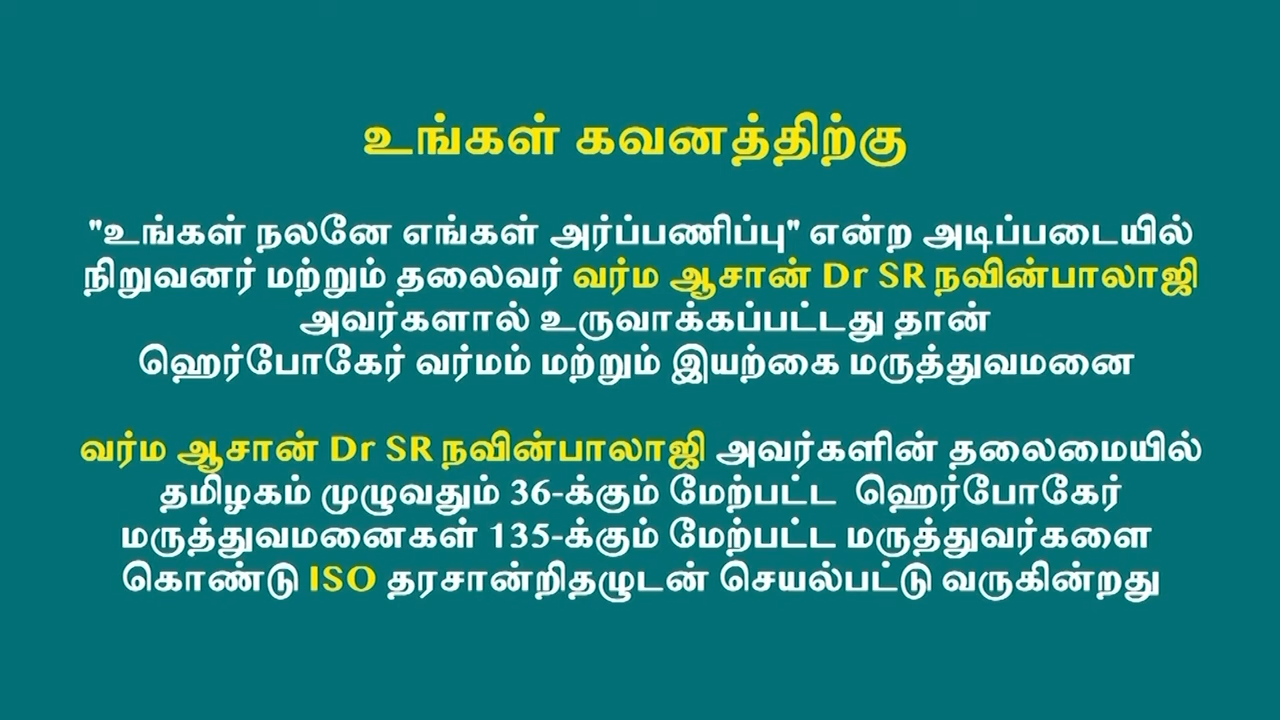 உங்கள் கவனத்திற்கு
"உங்கள் நலனே எங்கள் அர்ப்பணிப்பு" என்ற அடிப்படையில்
நிறுவனர் மற்றும் தலைவர் வர்ம ஆசான் Dr SR நவின்பாலாஜி
அவர்களால் உருவாக்கப்பட்டது தான்
ஹெர்போகேர் வர்மம் மற்றும் இயற்கை மருத்துவமனை
வர்ம ஆசான் Dr SR நவின்பாலாஜி அவர்களின் தலைமையில்
தமிழகம் முழுவதும் 36-க்கும் மேற்பட்ட ஹெர்போகேர்
மருத்துவமனைகள் 135-க்கும் மேற்பட்ட மருத்துவர்களை
கொண்டு ISO தரசான்றிதழுடன் செயல்பட்டு வருகின்றது